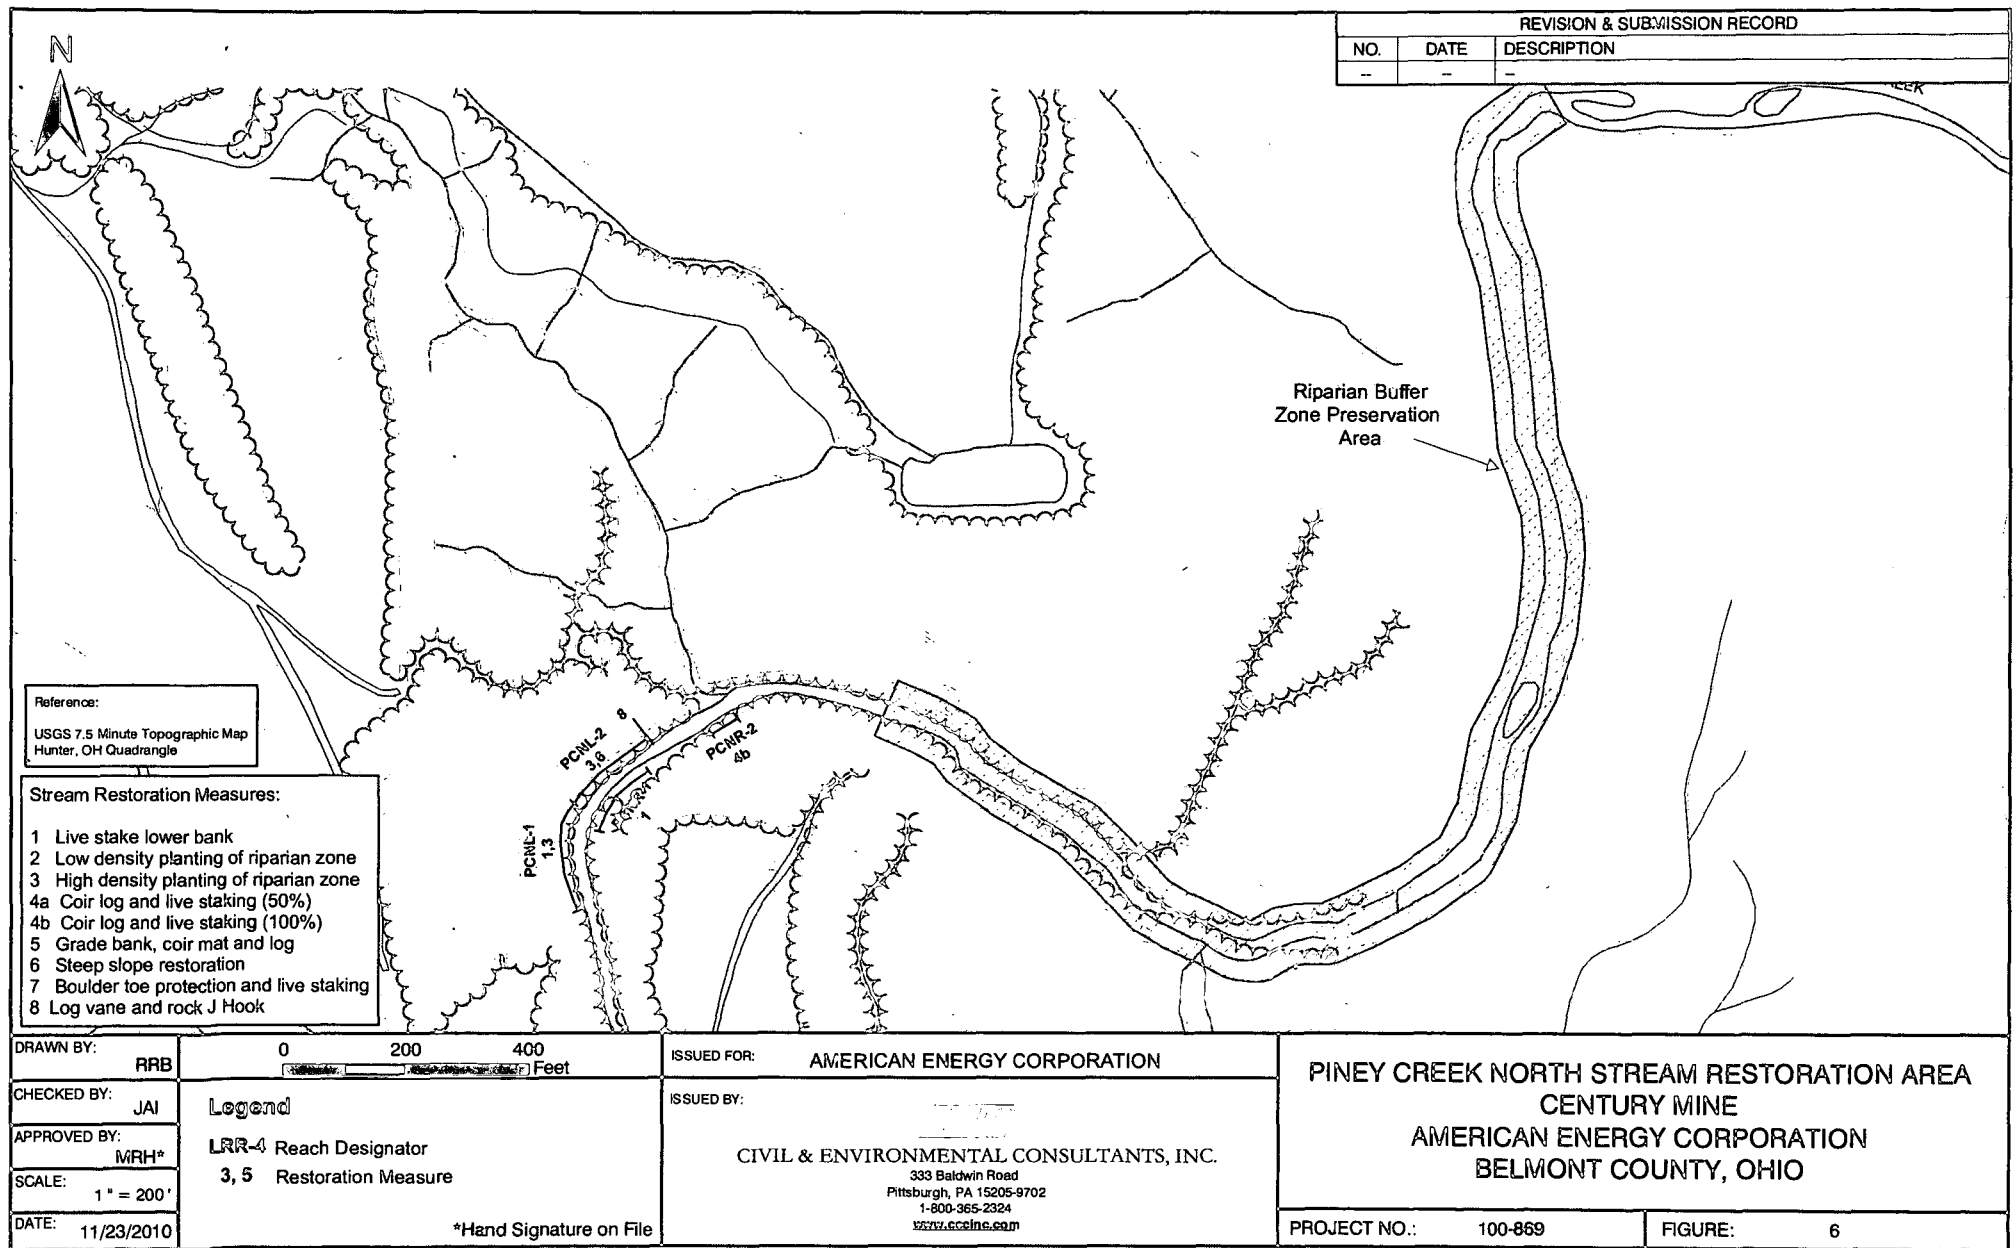 REVISION & SUBMISSION RECORD
NO. DATE DESCRIPTION
-- -- --
N
Riparian Buffer
Zone Preservation
Area
Reference:
USGS 7.5 Minute Topographic Map
Hunter, OH Quadrangle
8
PCNL-2
3,6
PCNR-2
4b
1
PCNL-1
1,3
Stream Restoration Measures:
1 Live stake lower bank
2 Low density planting of riparian zone
3 High density planting of riparian zone
4a Coir log and live staking (50%)
4b Coir log and live staking (100%)
5 Grade bank, coir mat and log
6 Steep slope restoration
7 Boulder toe protection and live staking
8 Log vane and rock J Hook
DRAWN BY:
RRB
CHECKED BY:
JAI
APPROVED BY:
MRH*
SCALE:
1 " = 200 '
DATE: 11/23/2010
0 200 400
Feet
Legend
LRR-4 Reach Designator
3, 5 Restoration Measure
*Hand Signature on File
ISSUED FOR: AMERICAN ENERGY CORPORATION
ISSUED BY:
CIVIL & ENVIRONMENTAL CONSULTANTS, INC.
333 Baldwin Road
Pittsburgh, PA 15205-9702
1-800-365-2324
www.cecinc.com
PINEY CREEK NORTH STREAM RESTORATION AREA
CENTURY MINE
AMERICAN ENERGY CORPORATION
BELMONT COUNTY, OHIO
PROJECT NO.: 100-869
FIGURE: 6